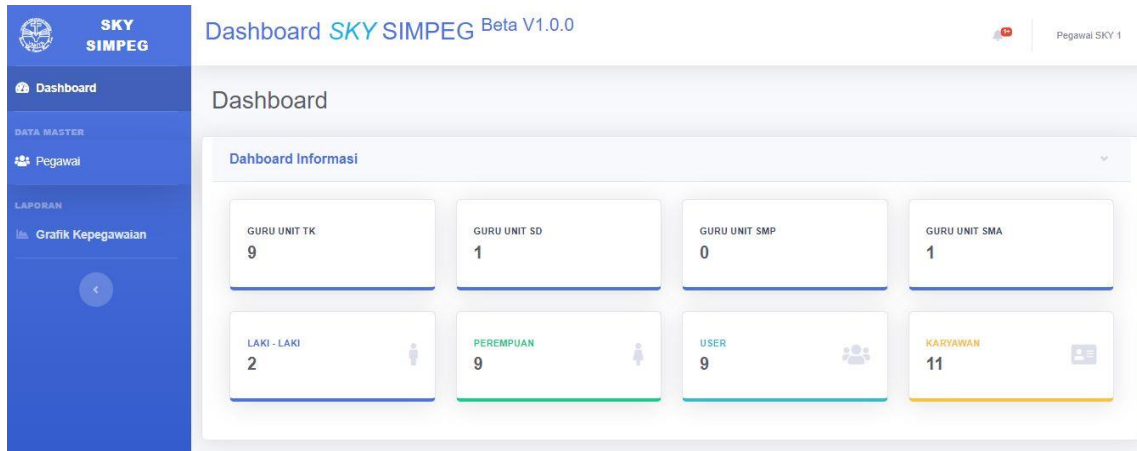 SKY
SIMPEG
Dashboard SKY SIMPEG Beta V1.0.0
Pegawai SKY 1
Dashboard
Dashboard
DATA MASTER
Pegawai
Dahboard Informasi
LAPORAN
Grafik Kepegawaian
GURU UNIT TK
9
GURU UNIT SD
1
GURU UNIT SMP
0
GURU UNIT SMA
1
LAKI - LAKI
2
PEREMPUAN
9
USER
9
KARYAWAN
11